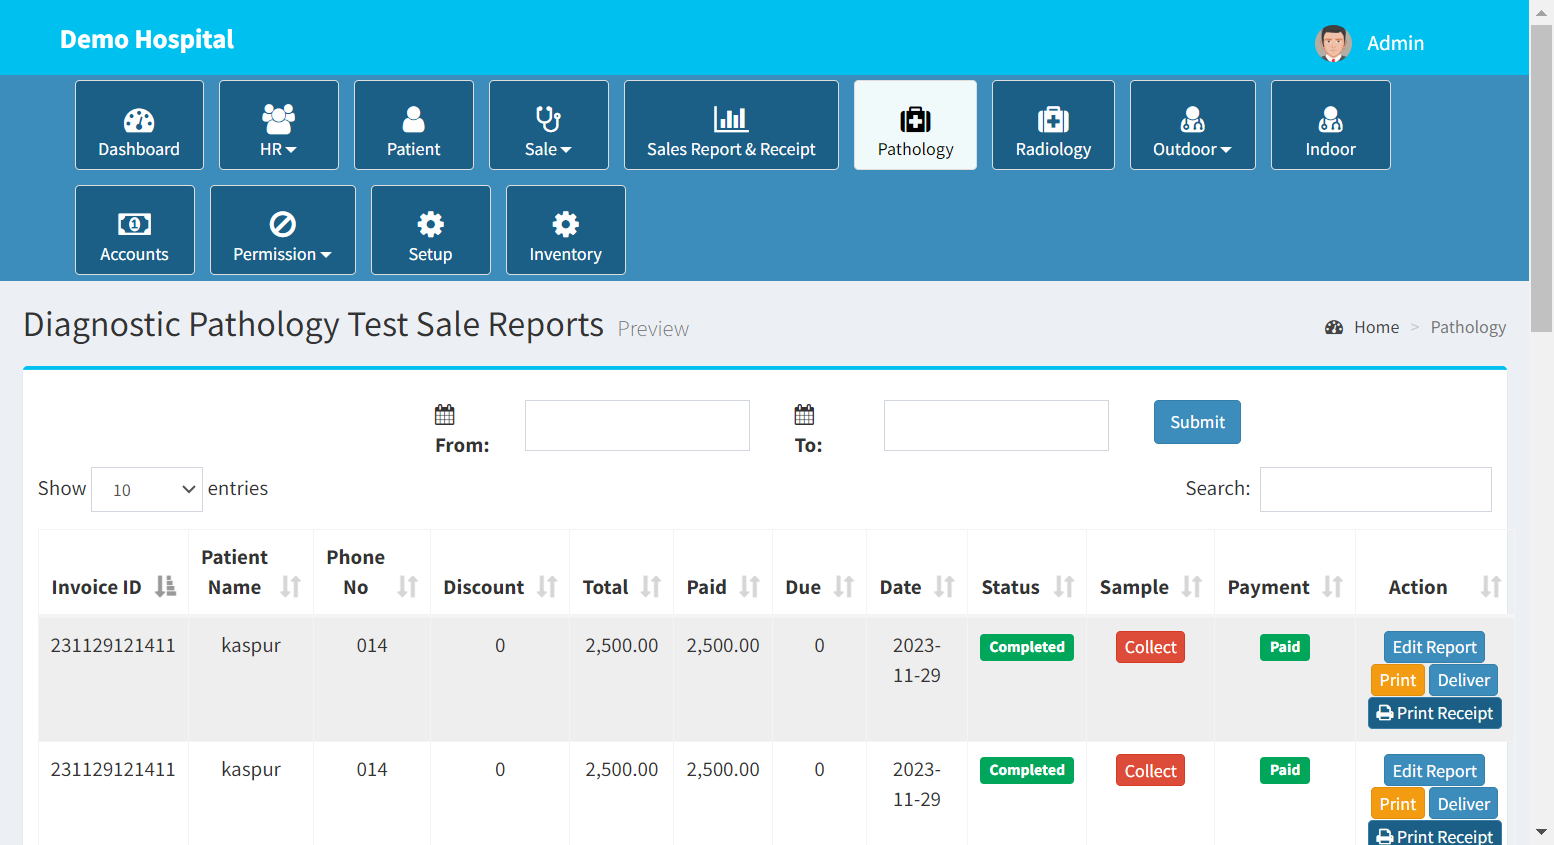 Demo Hospital
Admin
Dashboard
HR
Patient
Sale
Sales Report & Receipt
Pathology
Radiology
Outdoor
Indoor
Accounts
Permission
Setup
Inventory
Diagnostic Pathology Test Sale Reports Preview
Home > Pathology
From:
To:
Submit
Show 10 entries
Search:
Invoice ID
Patient Name
Phone No
Discount
Total
Paid
Due
Date
Status
Sample
Payment
Action
231129121411 kaspur 014 0 2,500.00 2,500.00 0 2023-11-29 Completed Collect Paid Edit Report
Print Deliver
Print Receipt
231129121411 kaspur 014 0 2,500.00 2,500.00 0 2023-11-29 Completed Collect Paid Edit Report
Print Deliver
Print Receipt